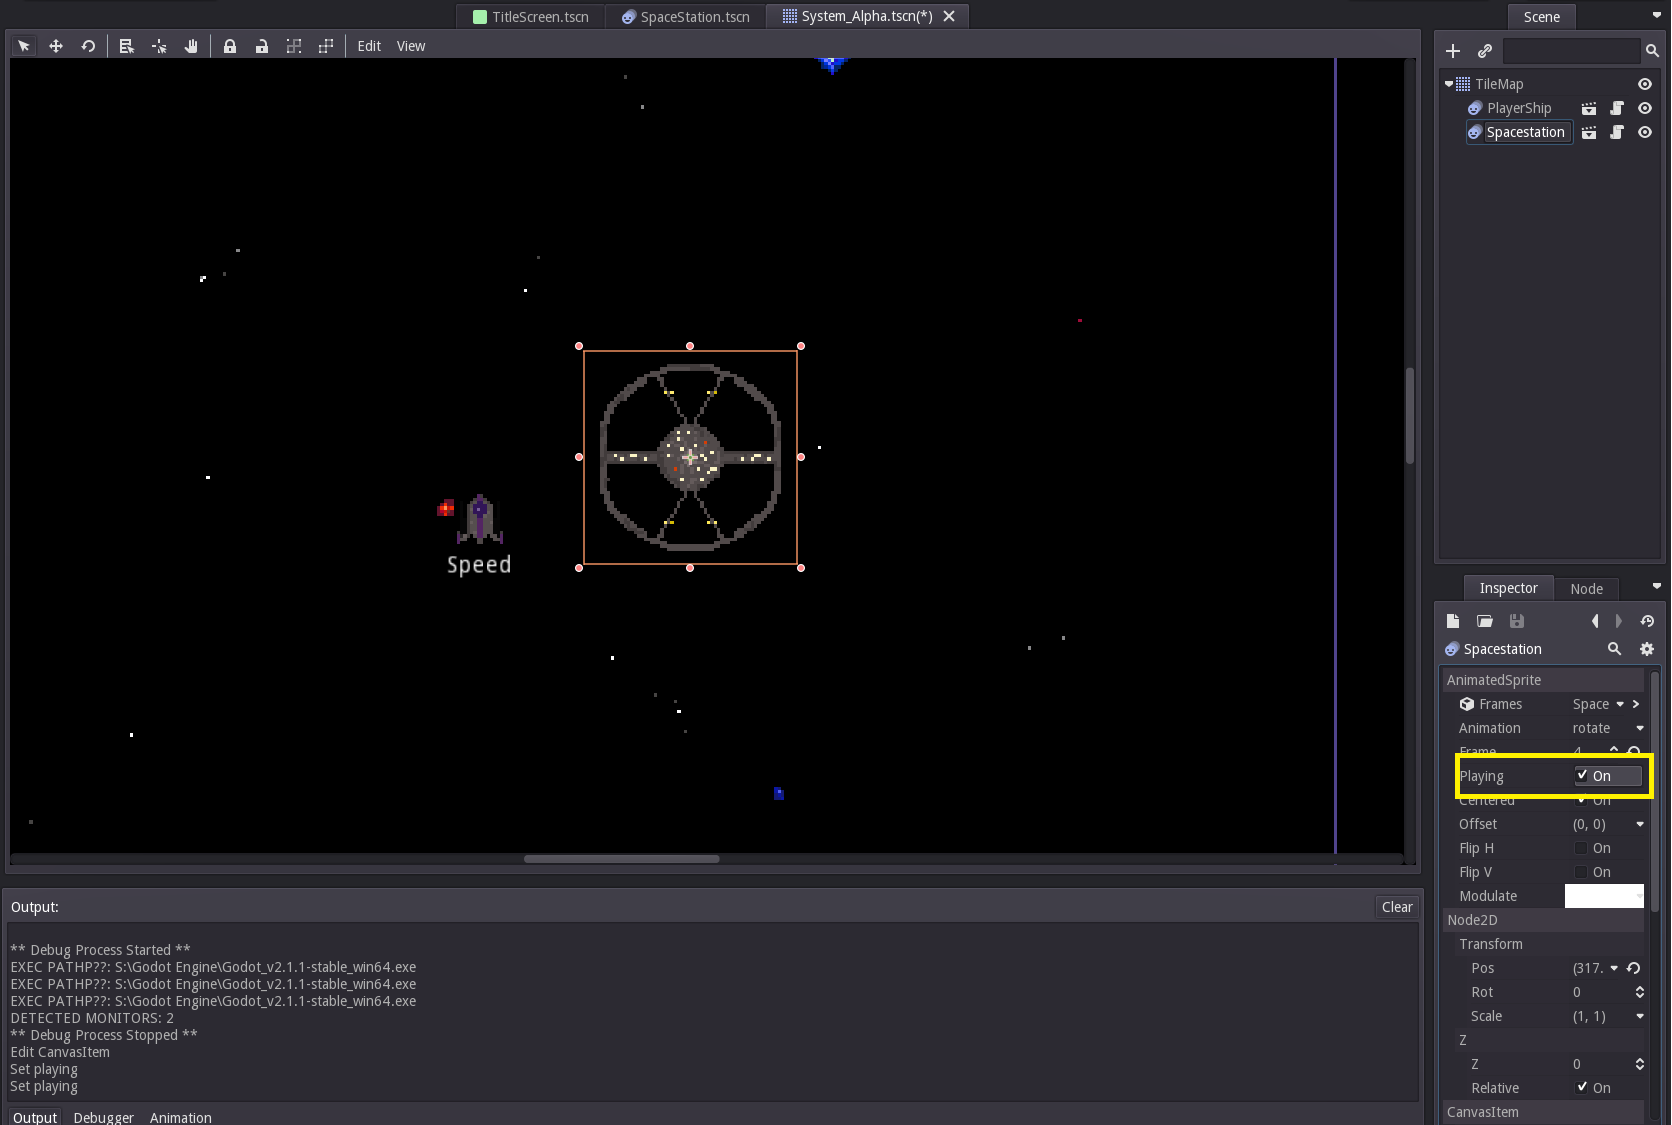 TitleScreen.tscn
SpaceStation.tscn
System_Alpha.tscn(*)
Scene
Edit
View
TileMap
PlayerShip
Spacestation
Speed
Inspector
Node
Spacestation
AnimatedSprite
Frames Space
Animation rotate
Frame 4
Playing On
Centered On
Offset (0, 0)
Flip H On
Flip V On
Modulate
Node2D
Transform
Pos (317.
Rot 0
Scale (1, 1)
Z
Z 0
Relative On
CanvasItem
Output:
Clear
** Debug Process Started **
EXEC PATHP??: S:\Godot Engine\Godot_v2.1.1-stable_win64.exe
EXEC PATHP??: S:\Godot Engine\Godot_v2.1.1-stable_win64.exe
EXEC PATHP??: S:\Godot Engine\Godot_v2.1.1-stable_win64.exe
DETECTED MONITORS: 2
** Debug Process Stopped **
Edit CanvasItem
Set playing
Set playing
Output
Debugger
Animation